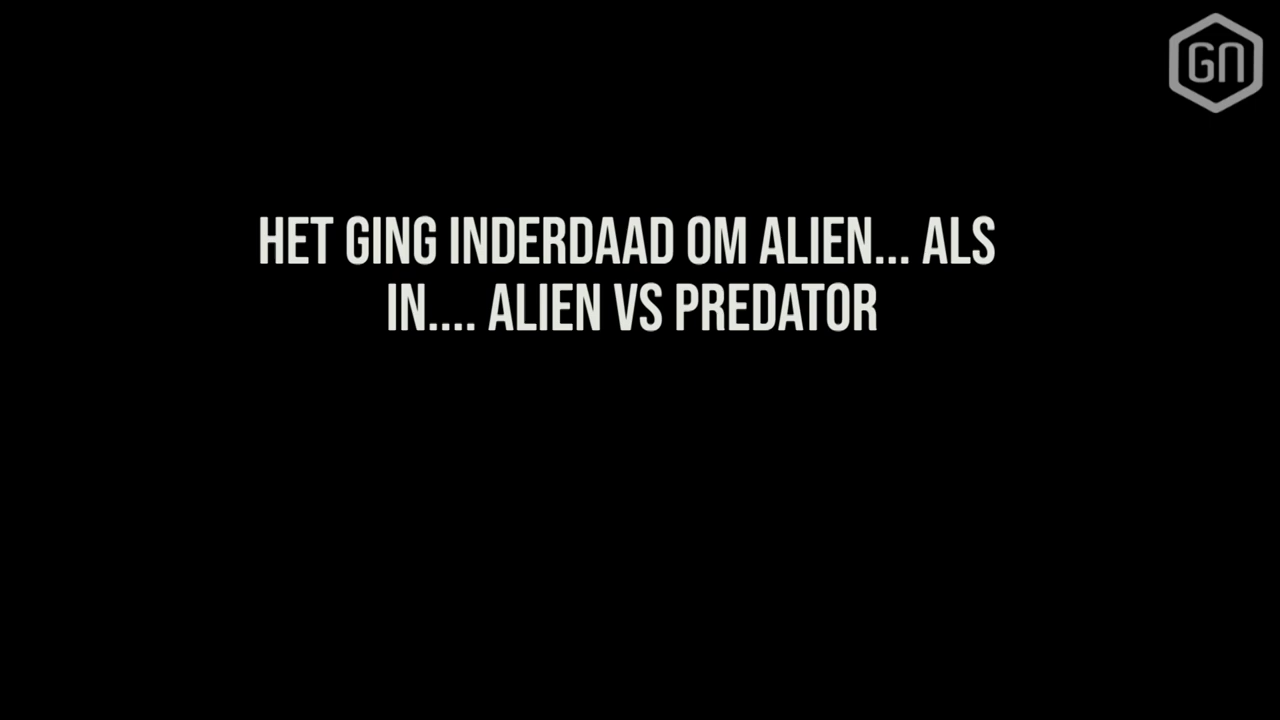 GN
HET GING INDERDAAD OM ALIEN... ALS
IN.... ALIEN VS PREDATOR